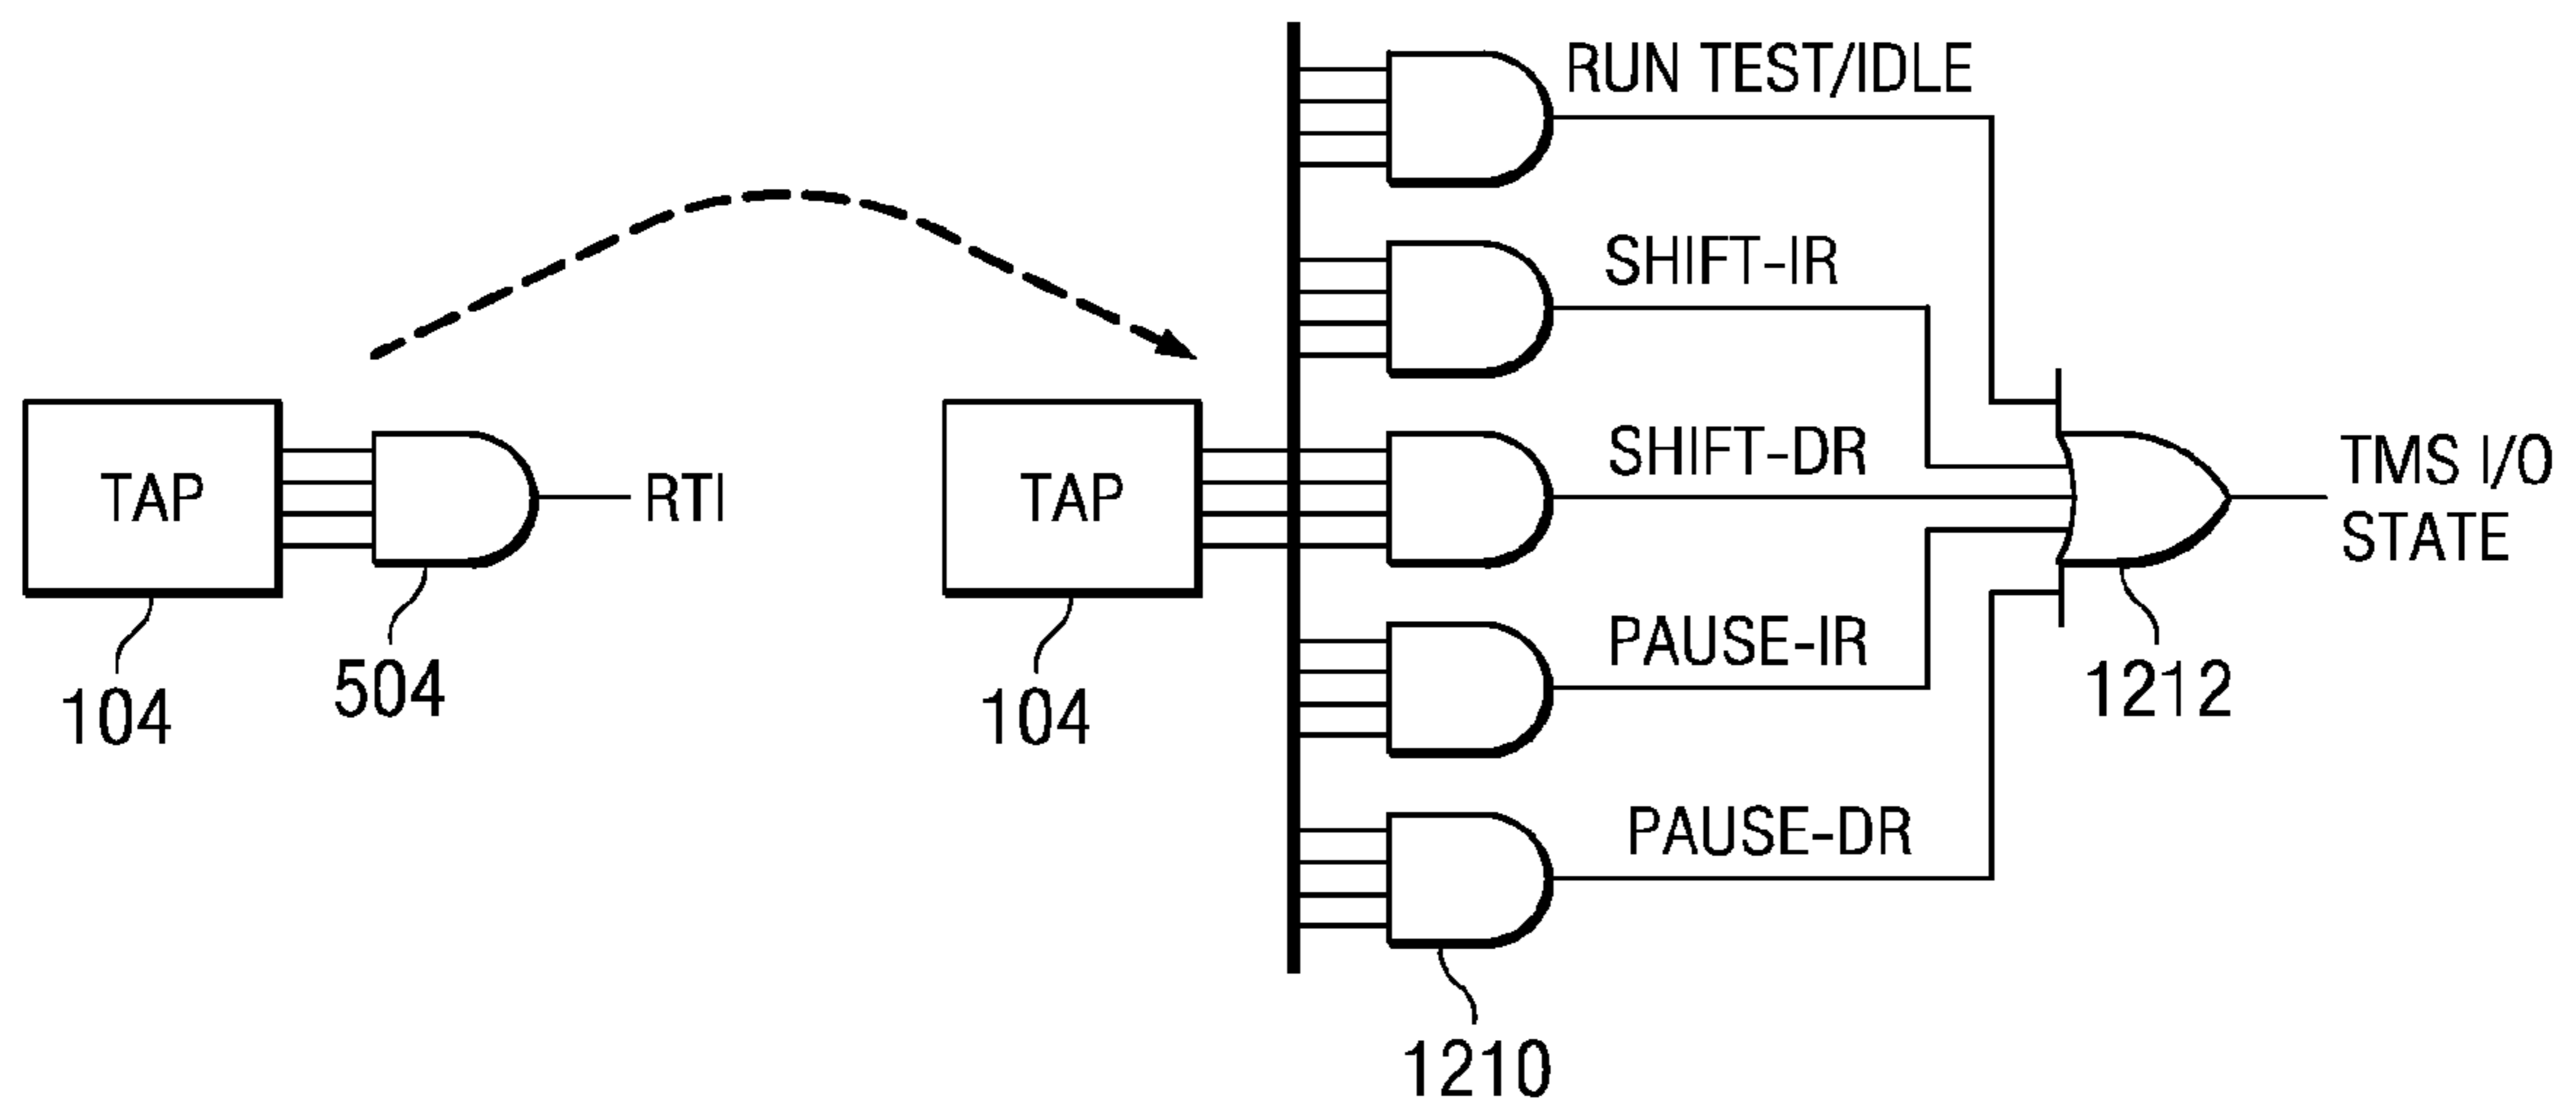 RUN TEST/IDLE
SHIFT-IR
SHIFT-DR
TAP
RTI
TAP
TMS I/O
STATE
PAUSE-IR
104
504
104
1212
PAUSE-DR
1210